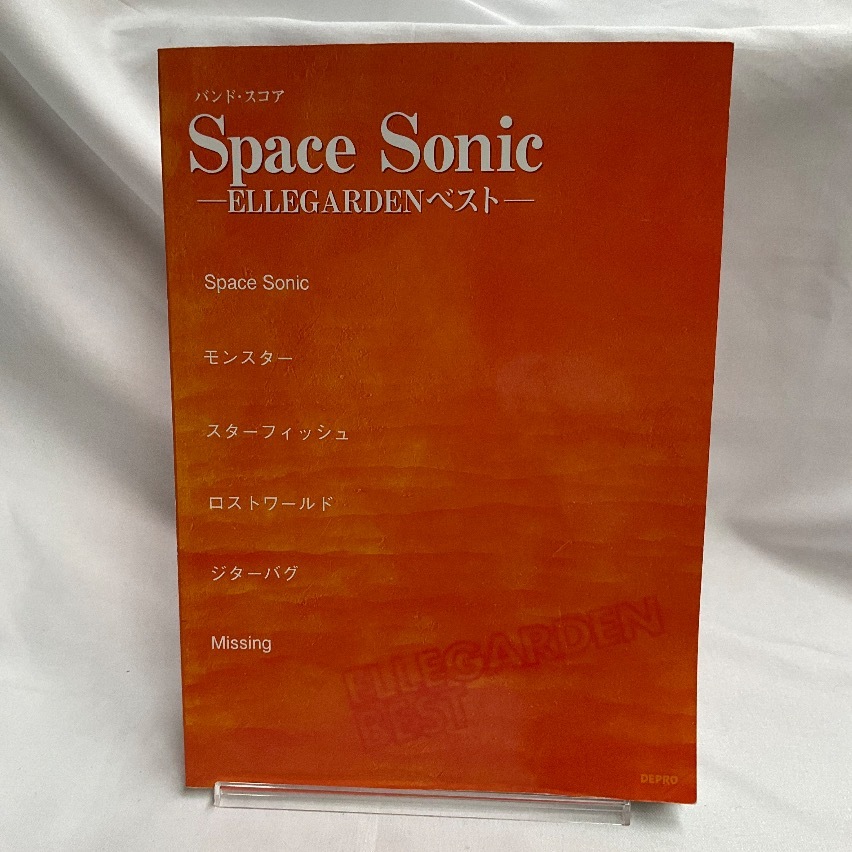 バンド・スコア
Space Sonic
—ELLEGARDENベスト—
Space Sonic
モンスター
スターフィッシュ
ロストワールド
ジターバグ
Missing
ELLEGARDEN
BEST
DEPRO